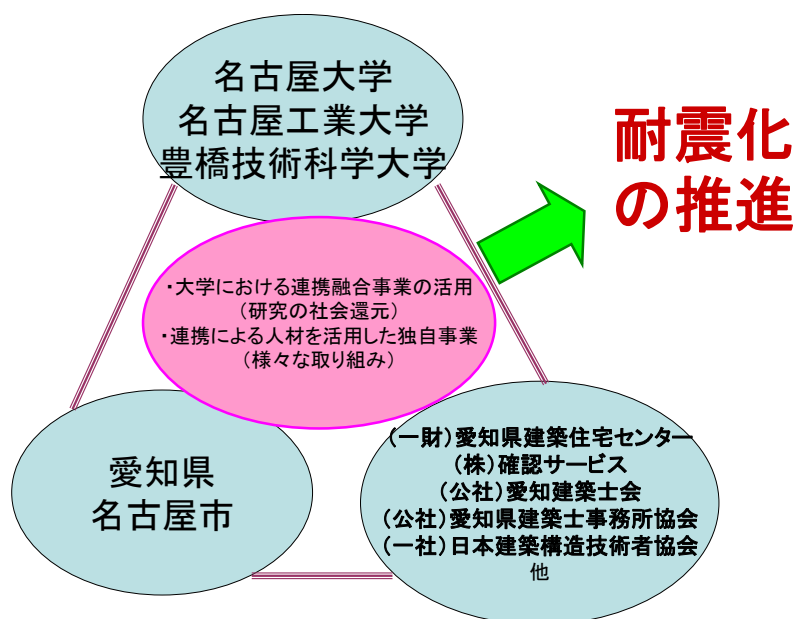 名古屋大学
名古屋工業大学
豊橋技術科学大学
耐震化
の推進
・大学における連携融合事業の活用
（研究の社会還元）
・連携による人材を活用した独自事業
（様々な取り組み）
愛知県
名古屋市
（一財）愛知県建築住宅センター
（株）確認サービス
（公社）愛知建築士会
（公社）愛知県建築士事務所協会
（一社）日本建築構造技術者協会
他